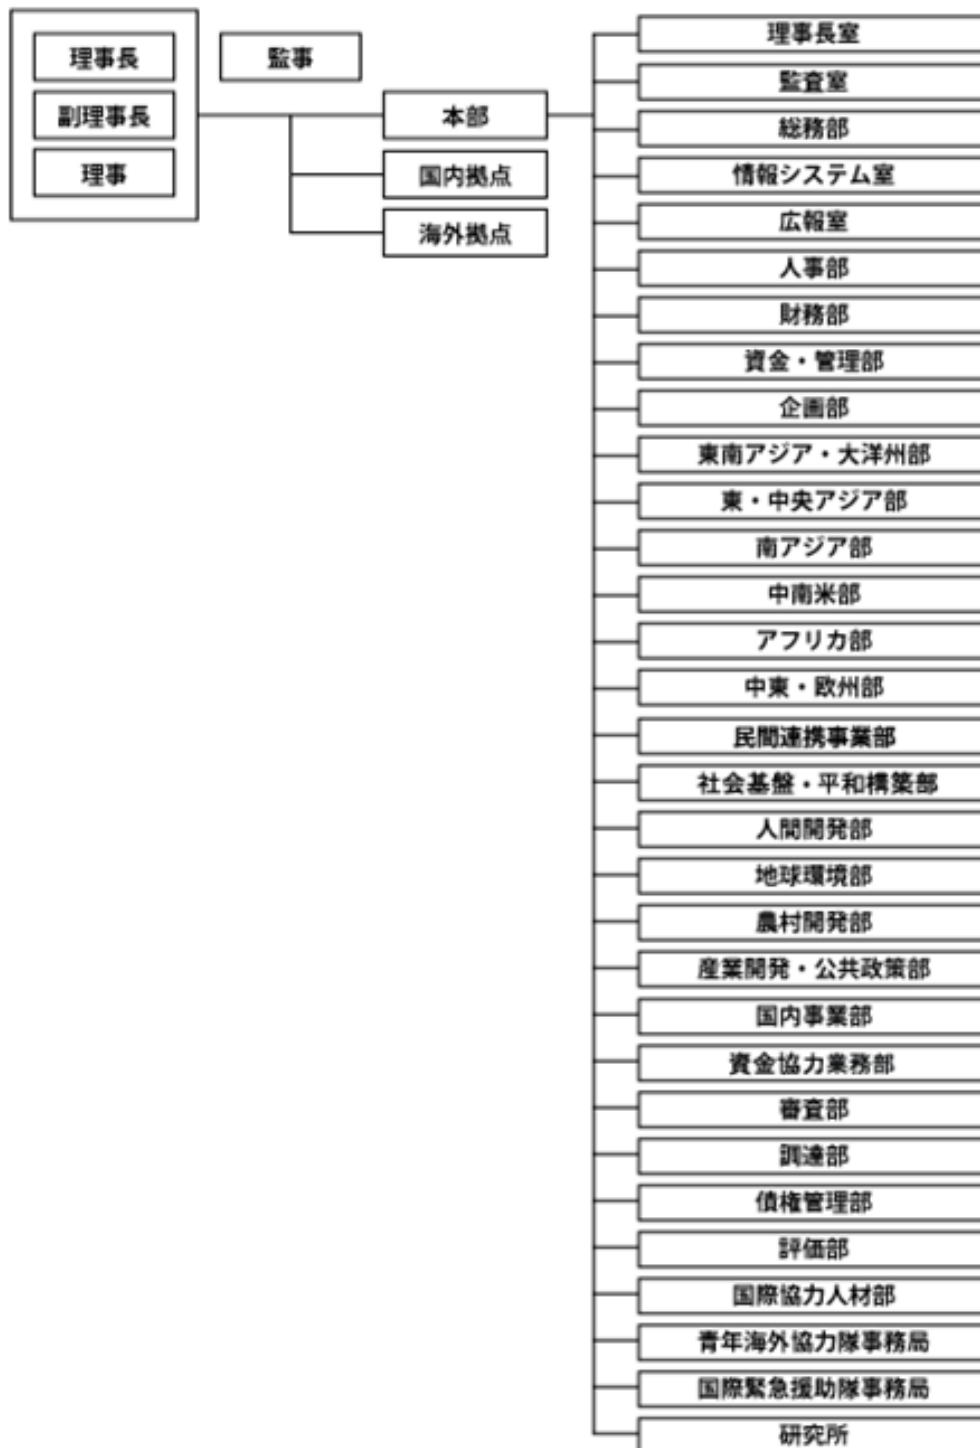 理事長
副理事長
理事
監事
本部
国内拠点
海外拠点
理事長室
監査室
総務部
情報システム室
広報室
人事部
財務部
資金・管理部
企画部
東南アジア・大洋州部
東・中央アジア部
南アジア部
中南米部
アフリカ部
中東・欧州部
民間連携事業部
社会基盤・平和構築部
人間開発部
地球環境部
農村開発部
産業開発・公共政策部
国内事業部
資金協力業務部
審査部
調達部
債権管理部
評価部
国際協力人材部
青年海外協力隊事務局
国際緊急援助隊事務局
研究所